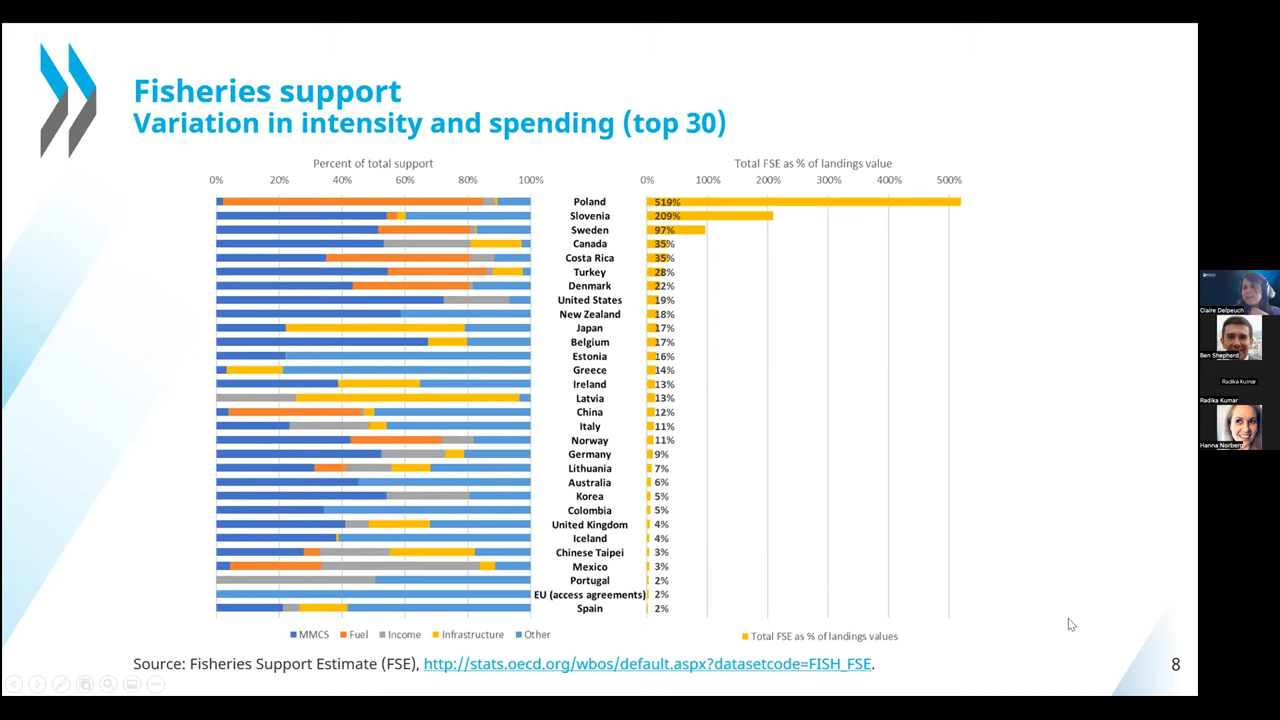 Fisheries support
Variation in intensity and spending (top 30)
Percent of total support
0% 20% 40% 60% 80% 100%
Total FSE as % of landings value
0% 100% 200% 300% 400% 500%
Poland 519%
Slovenia 209%
Sweden 97%
Canada 35%
Costa Rica 35%
Turkey 28%
Denmark 22%
United States 19%
New Zealand 18%
Japan 17%
Belgium 17%
Estonia 16%
Greece 14%
Ireland 13%
Latvia 13%
China 12%
Italy 11%
Norway 11%
Germany 9%
Lithuania 7%
Australia 6%
Korea 5%
Colombia 5%
United Kingdom 4%
Iceland 4%
Chinese Taipei 3%
Mexico 3%
Portugal 2%
EU (access agreements) 2%
Spain 2%
MMCS Fuel Income Infrastructure Other
Total FSE as % of landings values
Source: Fisheries Support Estimate (FSE), http://stats.oecd.org/wbos/default.aspx?datasetcode=FISH_FSE.
8
Claire Delpeuch
Ben Shepherd
Radika Kumar
Radika Kumar
Hanna Norberg